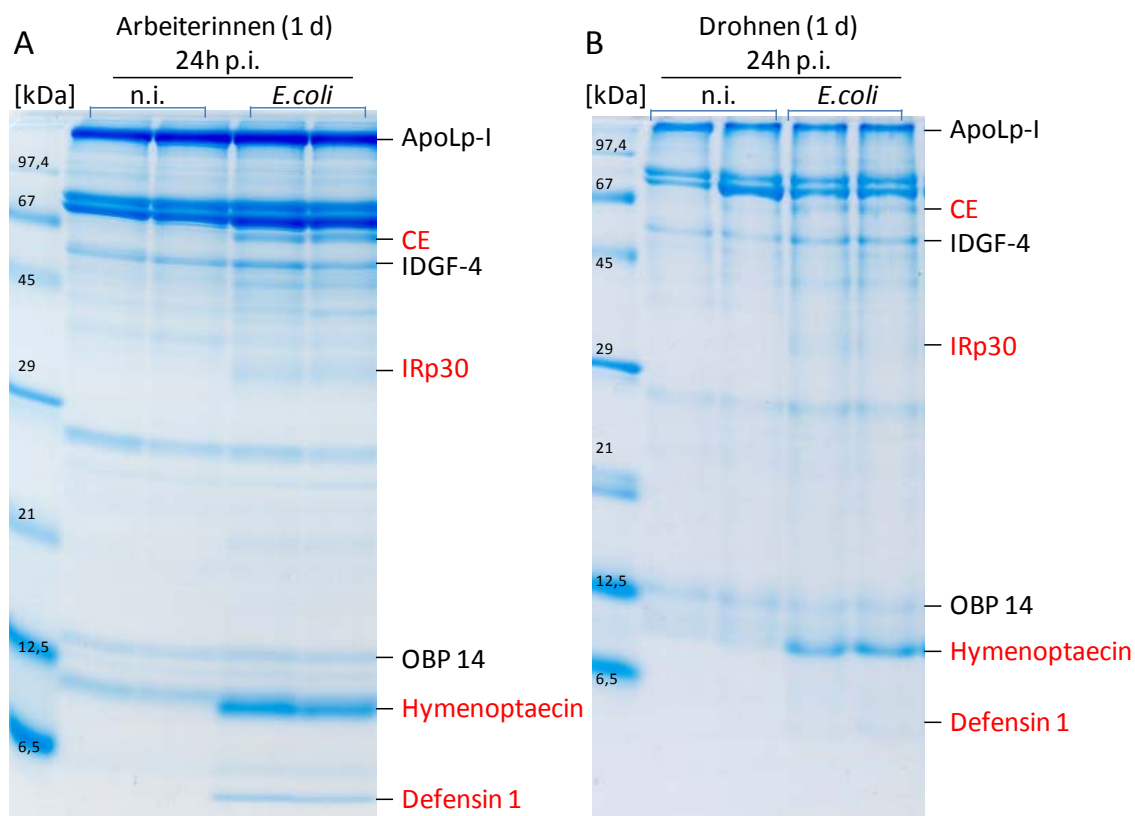 A
Arbeiterinnen (1 d)
24h p.i.
[kDa]
n.i.
E.coli
97,4
67
45
29
21
12,5
6,5
ApoLp-I
CE
IDGF-4
IRp30
OBP 14
Hymenoptaecin
Defensin 1
B
Drohnen (1 d)
24h p.i.
[kDa]
n.i.
E.coli
97,4
67
45
29
21
12,5
6,5
ApoLp-I
CE
IDGF-4
IRp30
OBP 14
Hymenoptaecin
Defensin 1